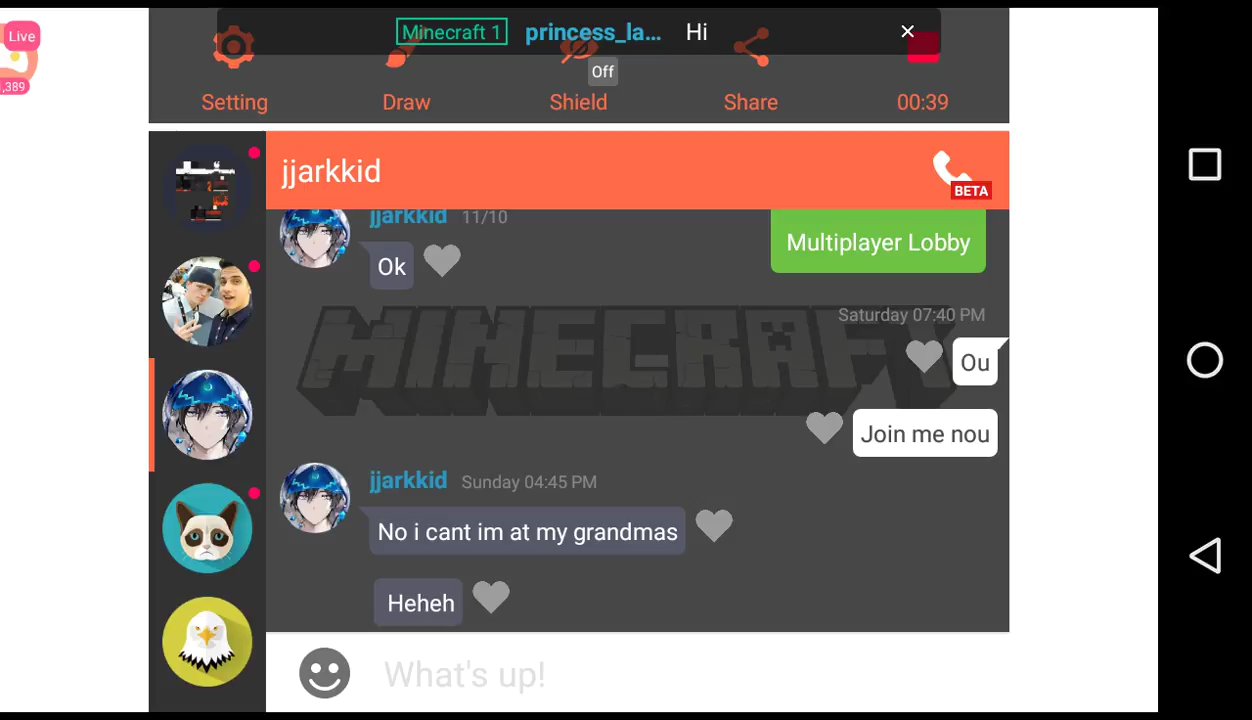 Live
,389
Minecraft 1 princess_la... Hi ×
Off
Setting Draw Shield Share 00:39
jjarkkid
BETA
jjarkkid 11/10
Multiplayer Lobby
Ok
MINECRAFT
Saturday 07:40 PM
Ou
Join me nou
jjarkkid Sunday 04:45 PM
No i cant im at my grandmas
Heheh
What's up!